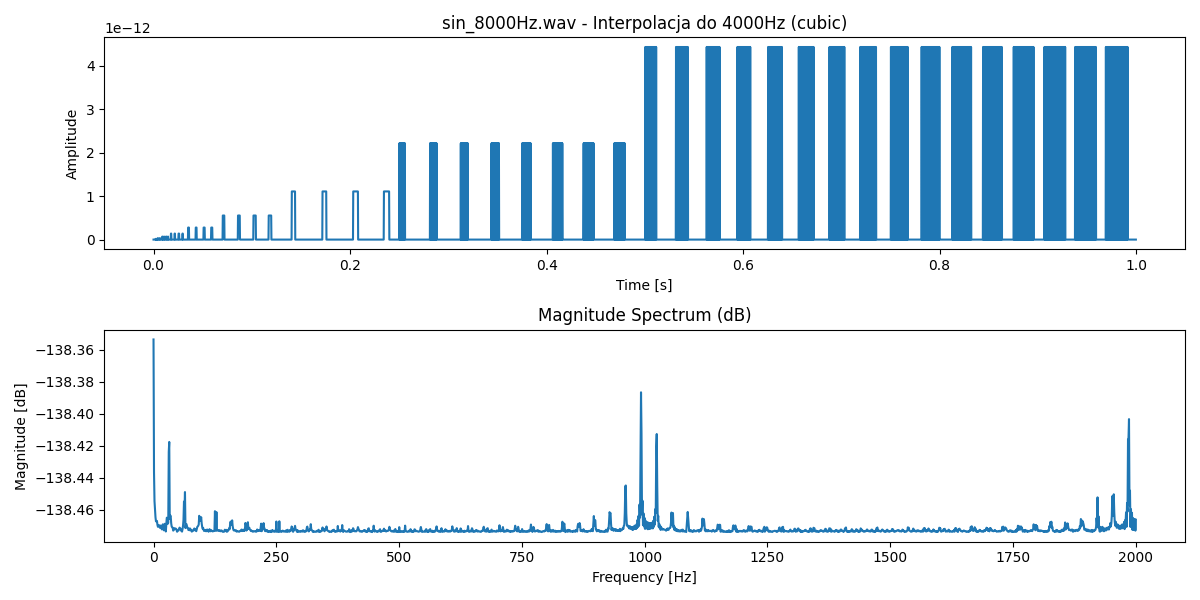 sin_8000Hz.wav - Interpolacja do 4000Hz (cubic)
1e−12
4
3
2
1
0
Amplitude
0.0 0.2 0.4 0.6 0.8 1.0
Time [s]
Magnitude Spectrum (dB)
−138.36
−138.38
−138.40
−138.42
−138.44
−138.46
Magnitude [dB]
0 250 500 750 1000 1250 1500 1750 2000
Frequency [Hz]